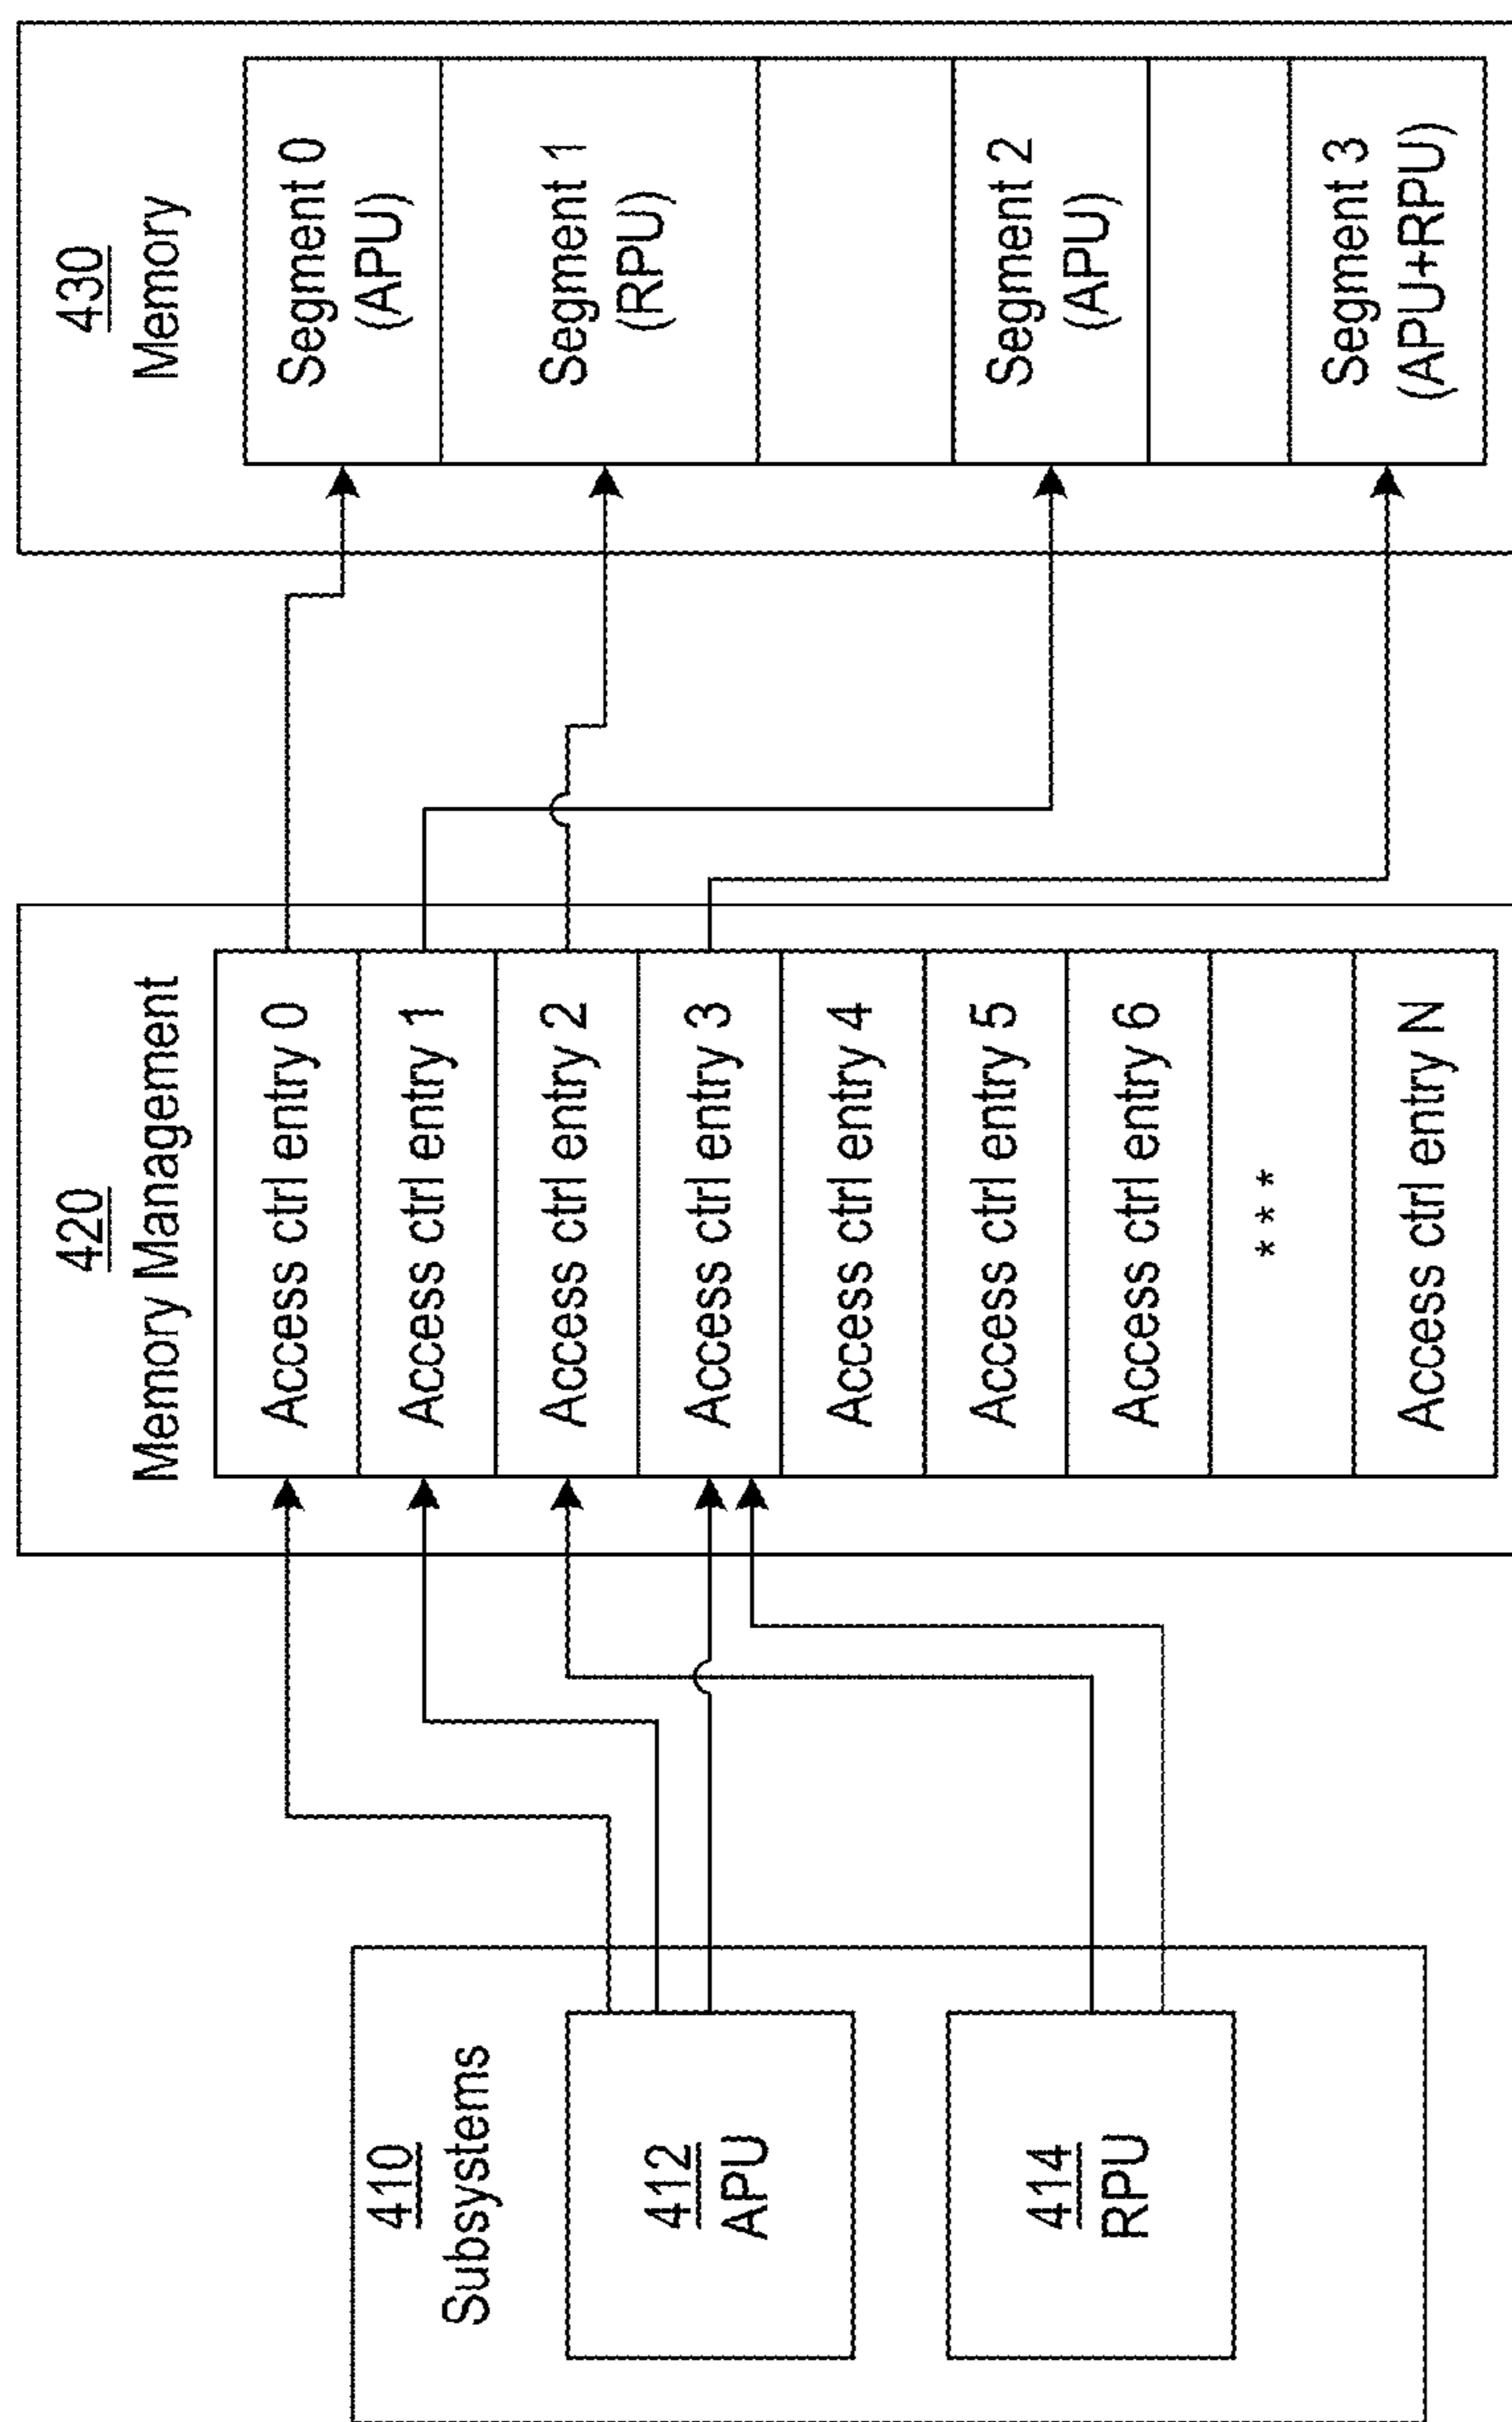 410
Subsystems
412
APU
414
RPU
420
Memory Management
Access ctrl entry 0
Access ctrl entry 1
Access ctrl entry 2
Access ctrl entry 3
Access ctrl entry 4
Access ctrl entry 5
Access ctrl entry 6
* * *
Access ctrl entry N
430
Memory
Segment 0
(APU)
Segment 1
(RPU)
Segment 2
(APU)
Segment 3
(APU+RPU)